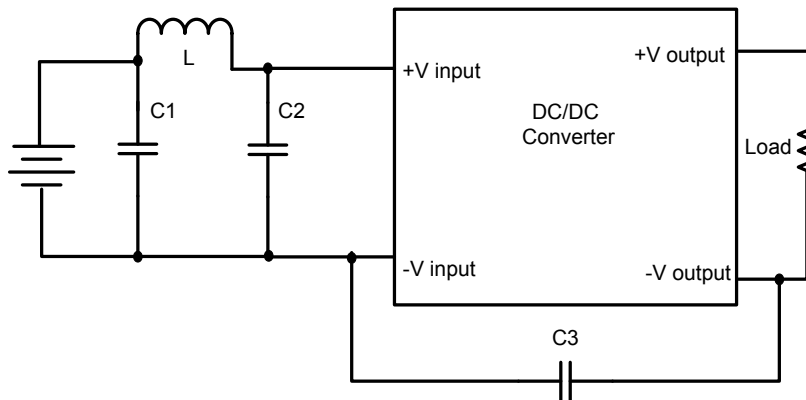 L
C1
C2
+V input
+V output
DC/DC
Converter
Load
-V input
-V output
C3